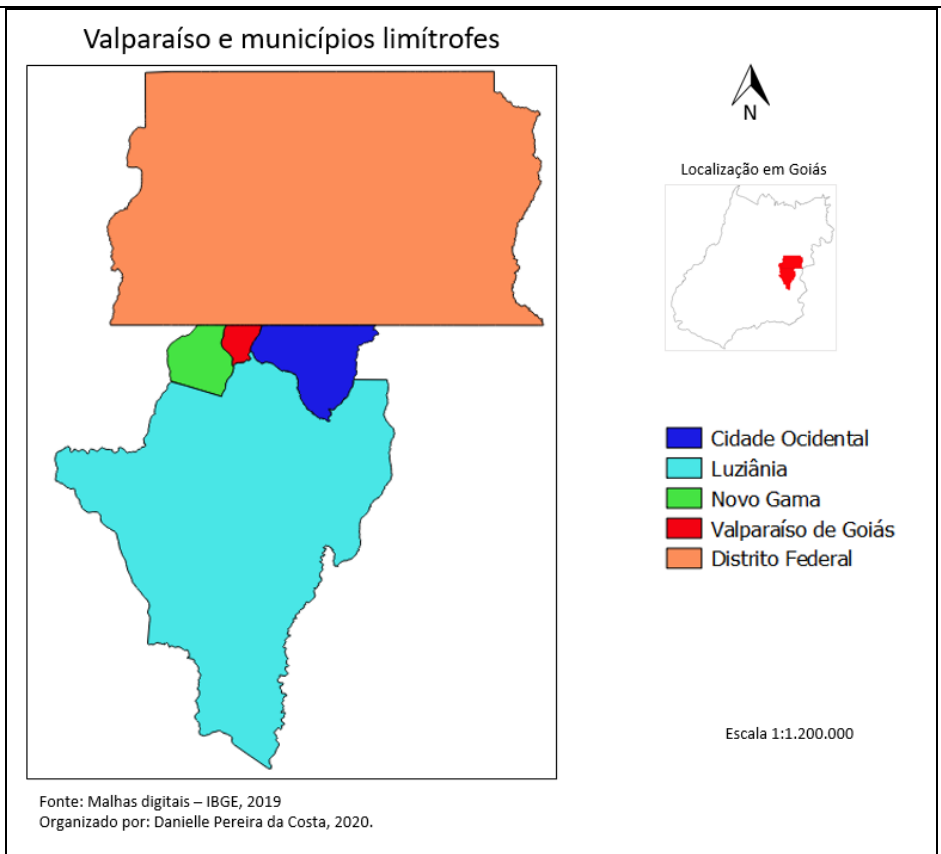 Valparaíso e municípios limítrofes
N
Localização em Goiás
Cidade Ocidental
Luziânia
Novo Gama
Valparaíso de Goiás
Distrito Federal
Escala 1:1.200.000
Fonte: Malhas digitais – IBGE, 2019
Organizado por: Danielle Pereira da Costa, 2020.